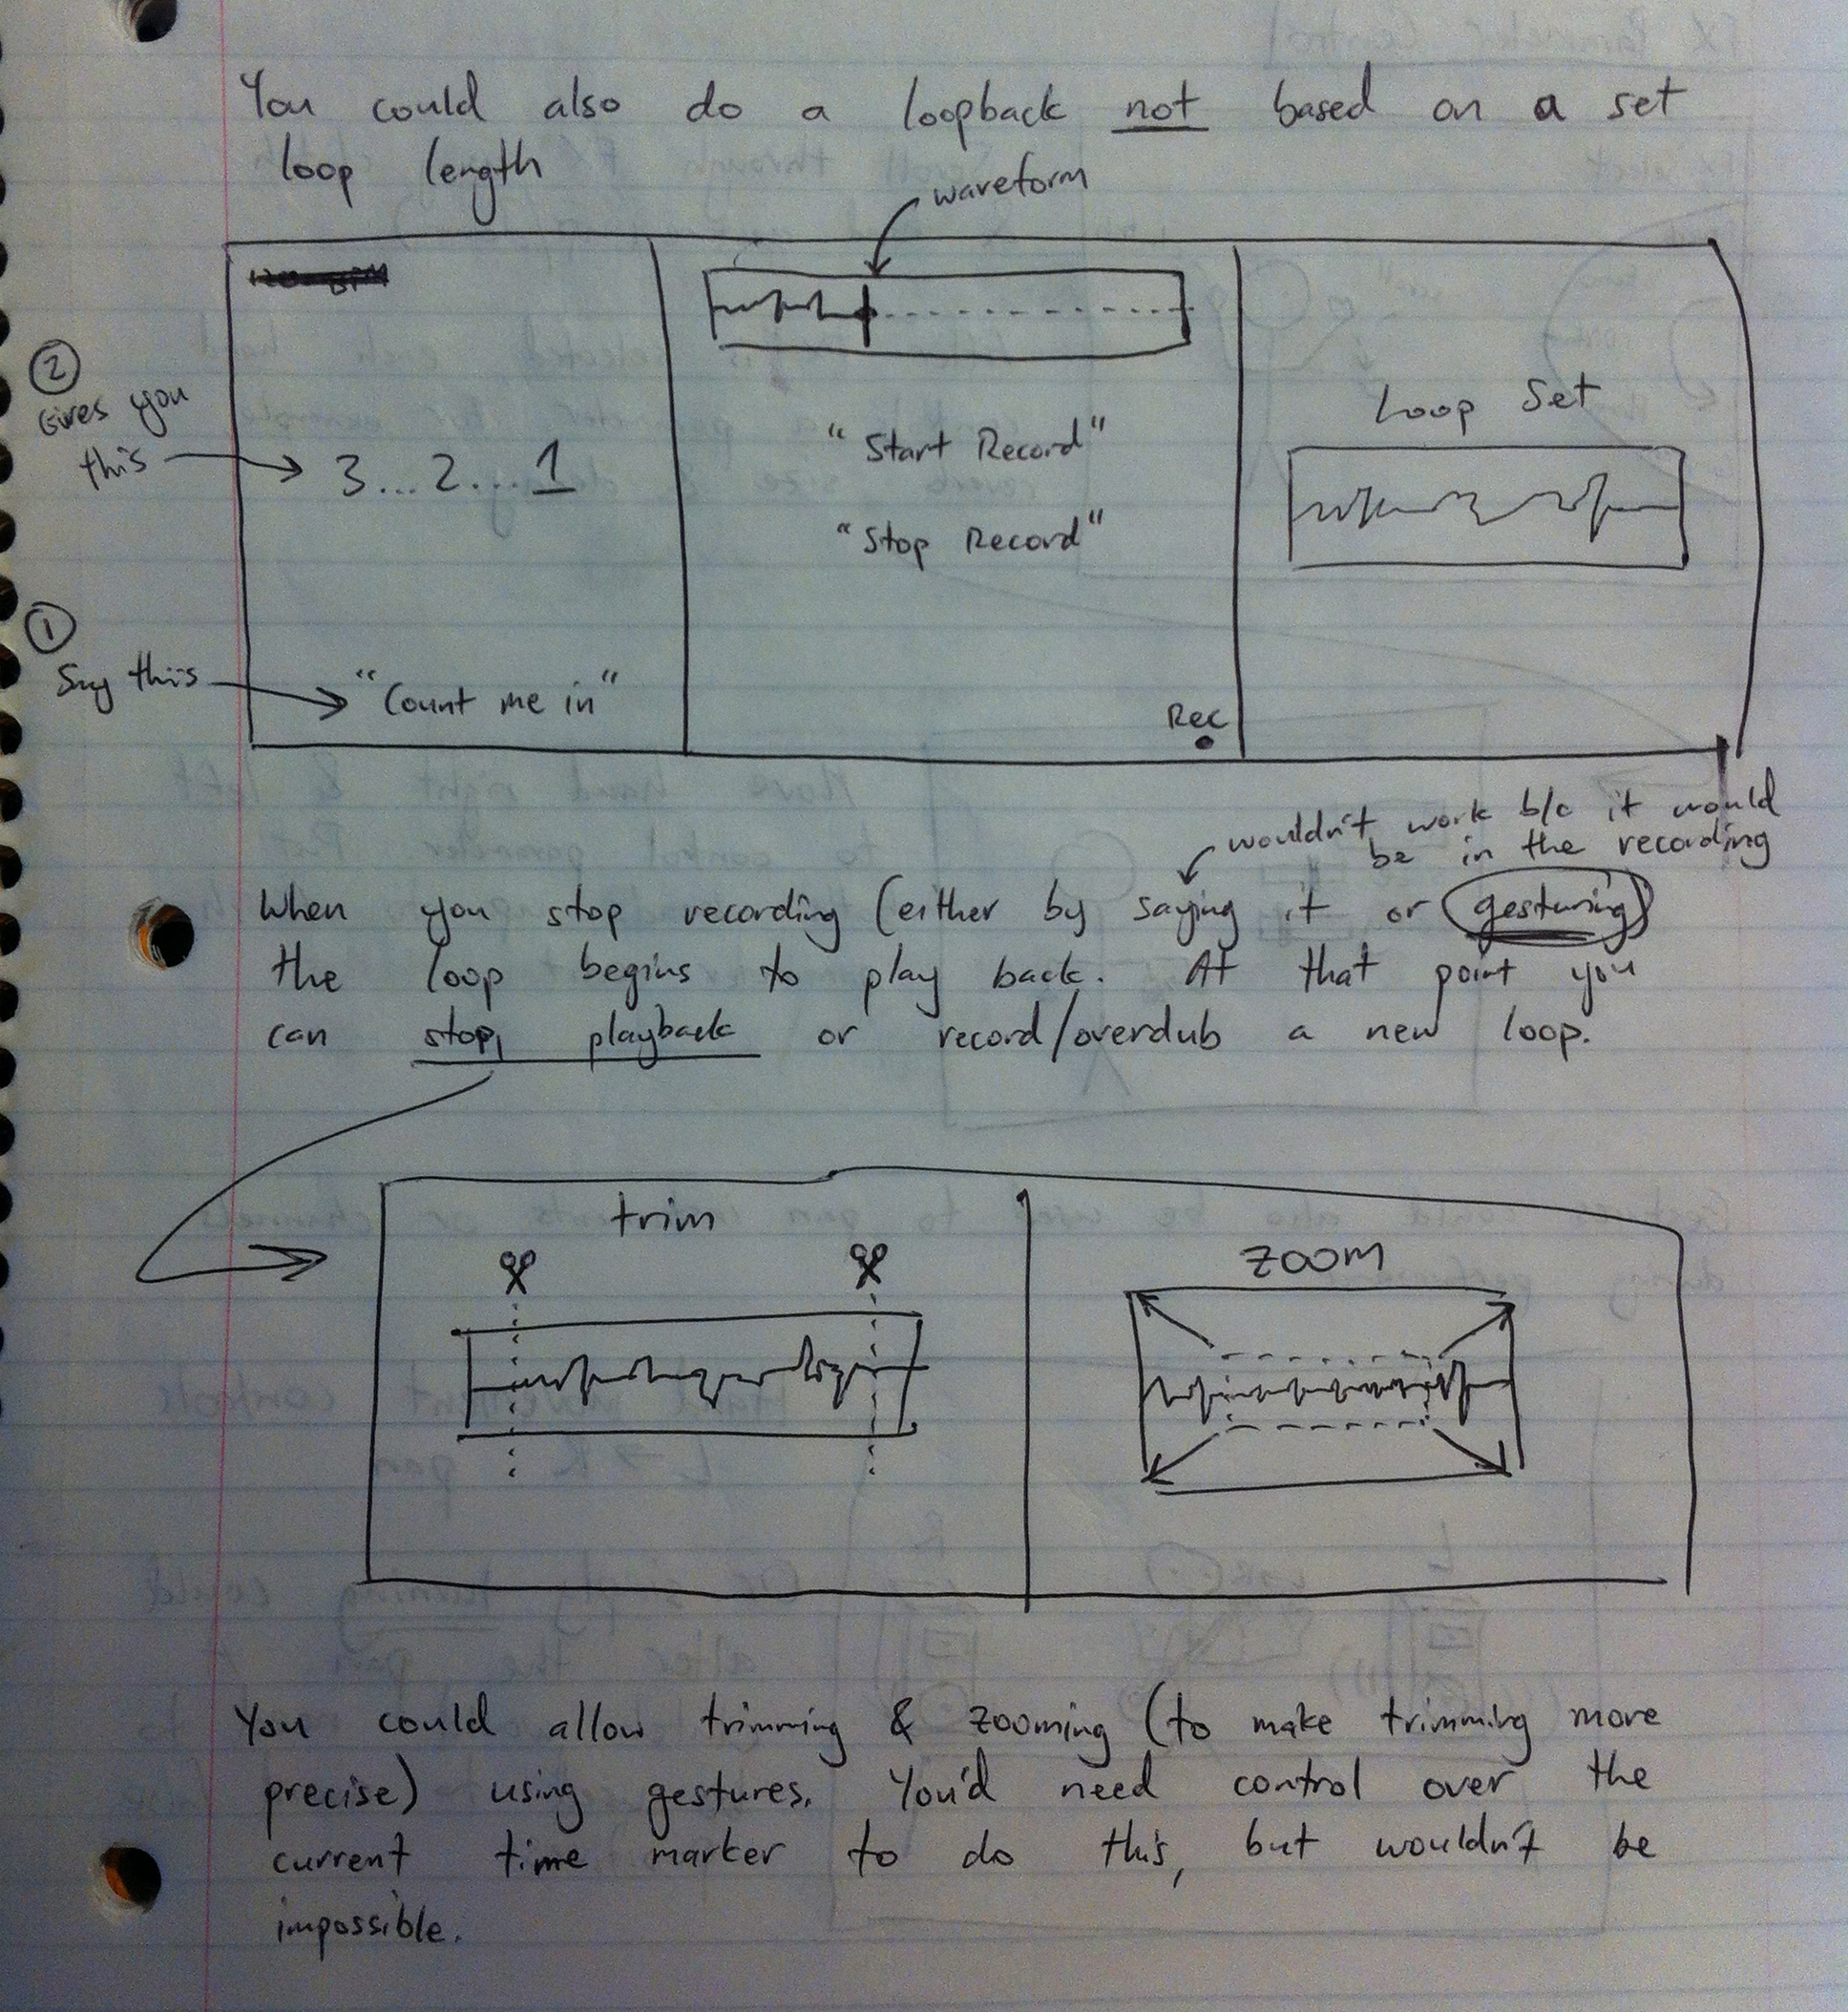 You could also do a loopback not based on a set
loop length
waveform
② Gives you
this
3...2...1
① Say this
"Count me in"
"Start Record"
"Stop Record"
Rec
Loop Set
wouldn't work b/c it would
be in the recording
When you stop recording (either by saying it or gesturing)
the loop begins to play back. At that point you
can stop playback or record/overdub a new loop.
trim
zoom
You could allow trimming & zooming (to make trimming more
precise) using gestures. You'd need control over the
current time marker to do this, but wouldn't be
impossible.